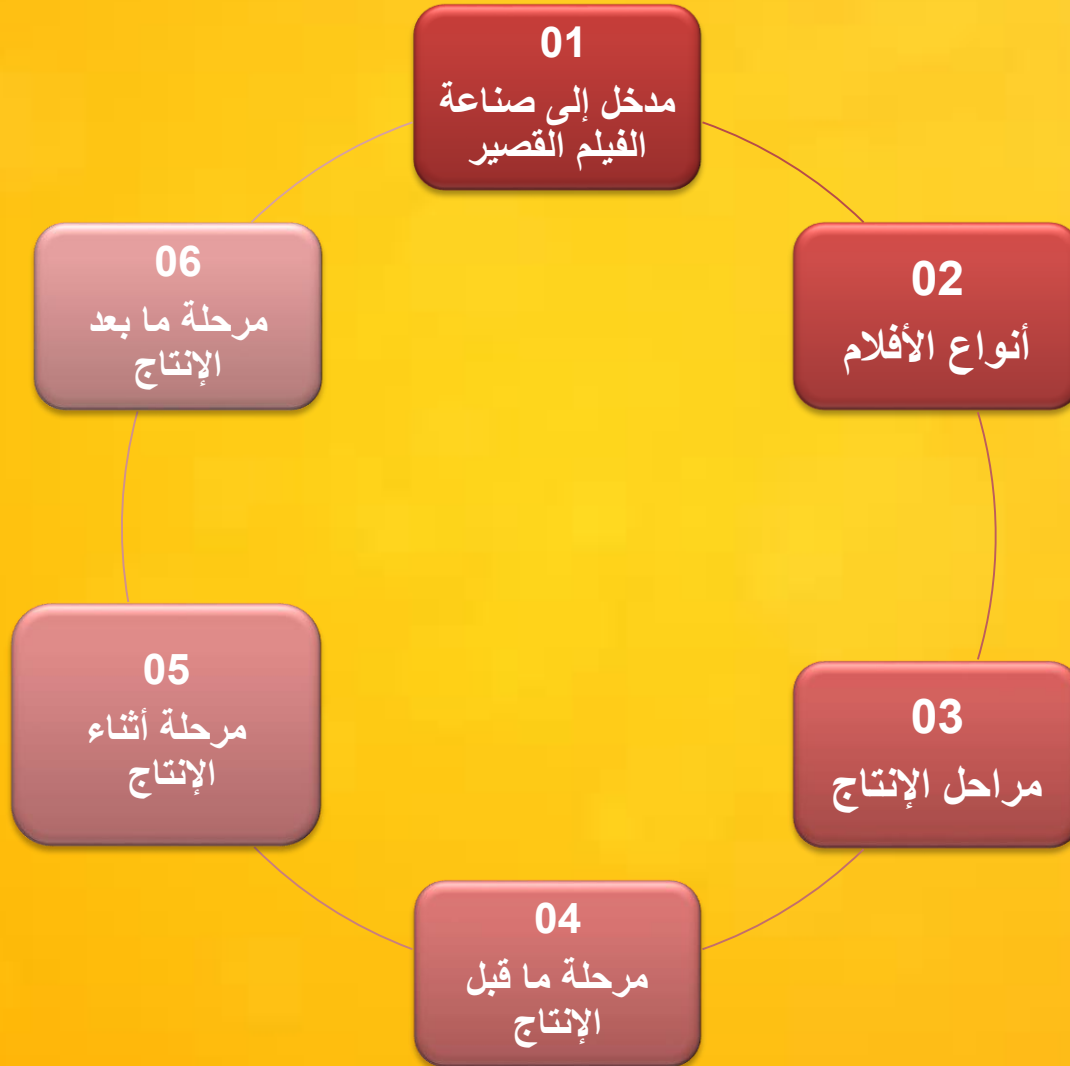 01
مدخل إلى صناعة
الفيلم القصير
02
أنواع الأفلام
03
مراحل الإنتاج
04
مرحلة ما قبل
الإنتاج
05
مرحلة أثناء
الإنتاج
06
مرحلة ما بعد
الإنتاج